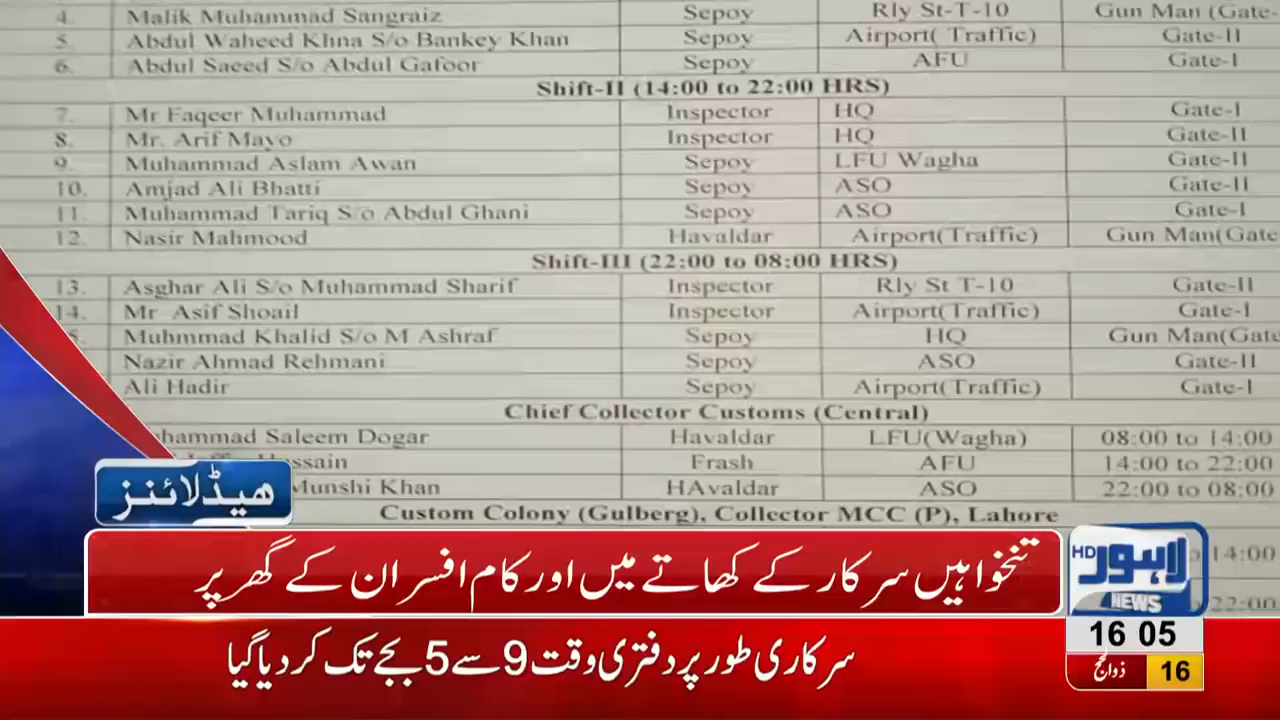 4. Malik Muhammad Sangraiz Sepoy Rly St-T-10 Gun Man (Gate-
5. Abdul Waheed Khna S/o Bankey Khan Sepoy Airport( Traffic) Gate-II
6. Abdul Saeed S/o Abdul Gafoor Sepoy AFU Gate-I
Shift-II (14:00 to 22:00 HRS)
7. Mr Faqeer Muhammad Inspector HQ Gate-I
8. Mr. Arif Mayo Inspector HQ Gate-II
9. Muhammad Aslam Awan Sepoy LFU Wagha Gate-II
10. Amjad Ali Bhatti Sepoy ASO Gate-II
11. Muhammad Tariq S/o Abdul Ghani Sepoy ASO Gate-I
12. Nasir Mahmood Havaldar Airport(Traffic) Gun Man(Gate
Shift-III (22:00 to 08:00 HRS)
13. Asghar Ali S/o Muhammad Sharif Inspector Rly St T-10 Gate-II
14. Mr Asif Shoail Inspector Airport(Traffic) Gate-I
5. Muhmmad Khalid S/o M Ashraf Sepoy HQ Gun Man(Gate
Nazir Ahmad Rehmani Sepoy ASO Gate-II
Ali Hadir Sepoy Airport(Traffic) Gate-I
Chief Collector Customs (Central)
hammad Saleem Dogar Havaldar LFU(Wagha) 08:00 to 14:00
ssain Frash AFU 14:00 to 22:00
Munshi Khan HAvaldar ASO 22:00 to 08:00
Custom Colony (Gulberg), Collector MCC (P), Lahore
14:00
22:00
ھیڈلائنز
تنخواہیں سرکار کے کھاتے میں اور کام افسران کے گھر پر
سرکاری طور پر دفتری وقت 9 سے 5 بجے تک کر دیا گیا
لاہور HD
NEWS
16 05
ذوالحج 16